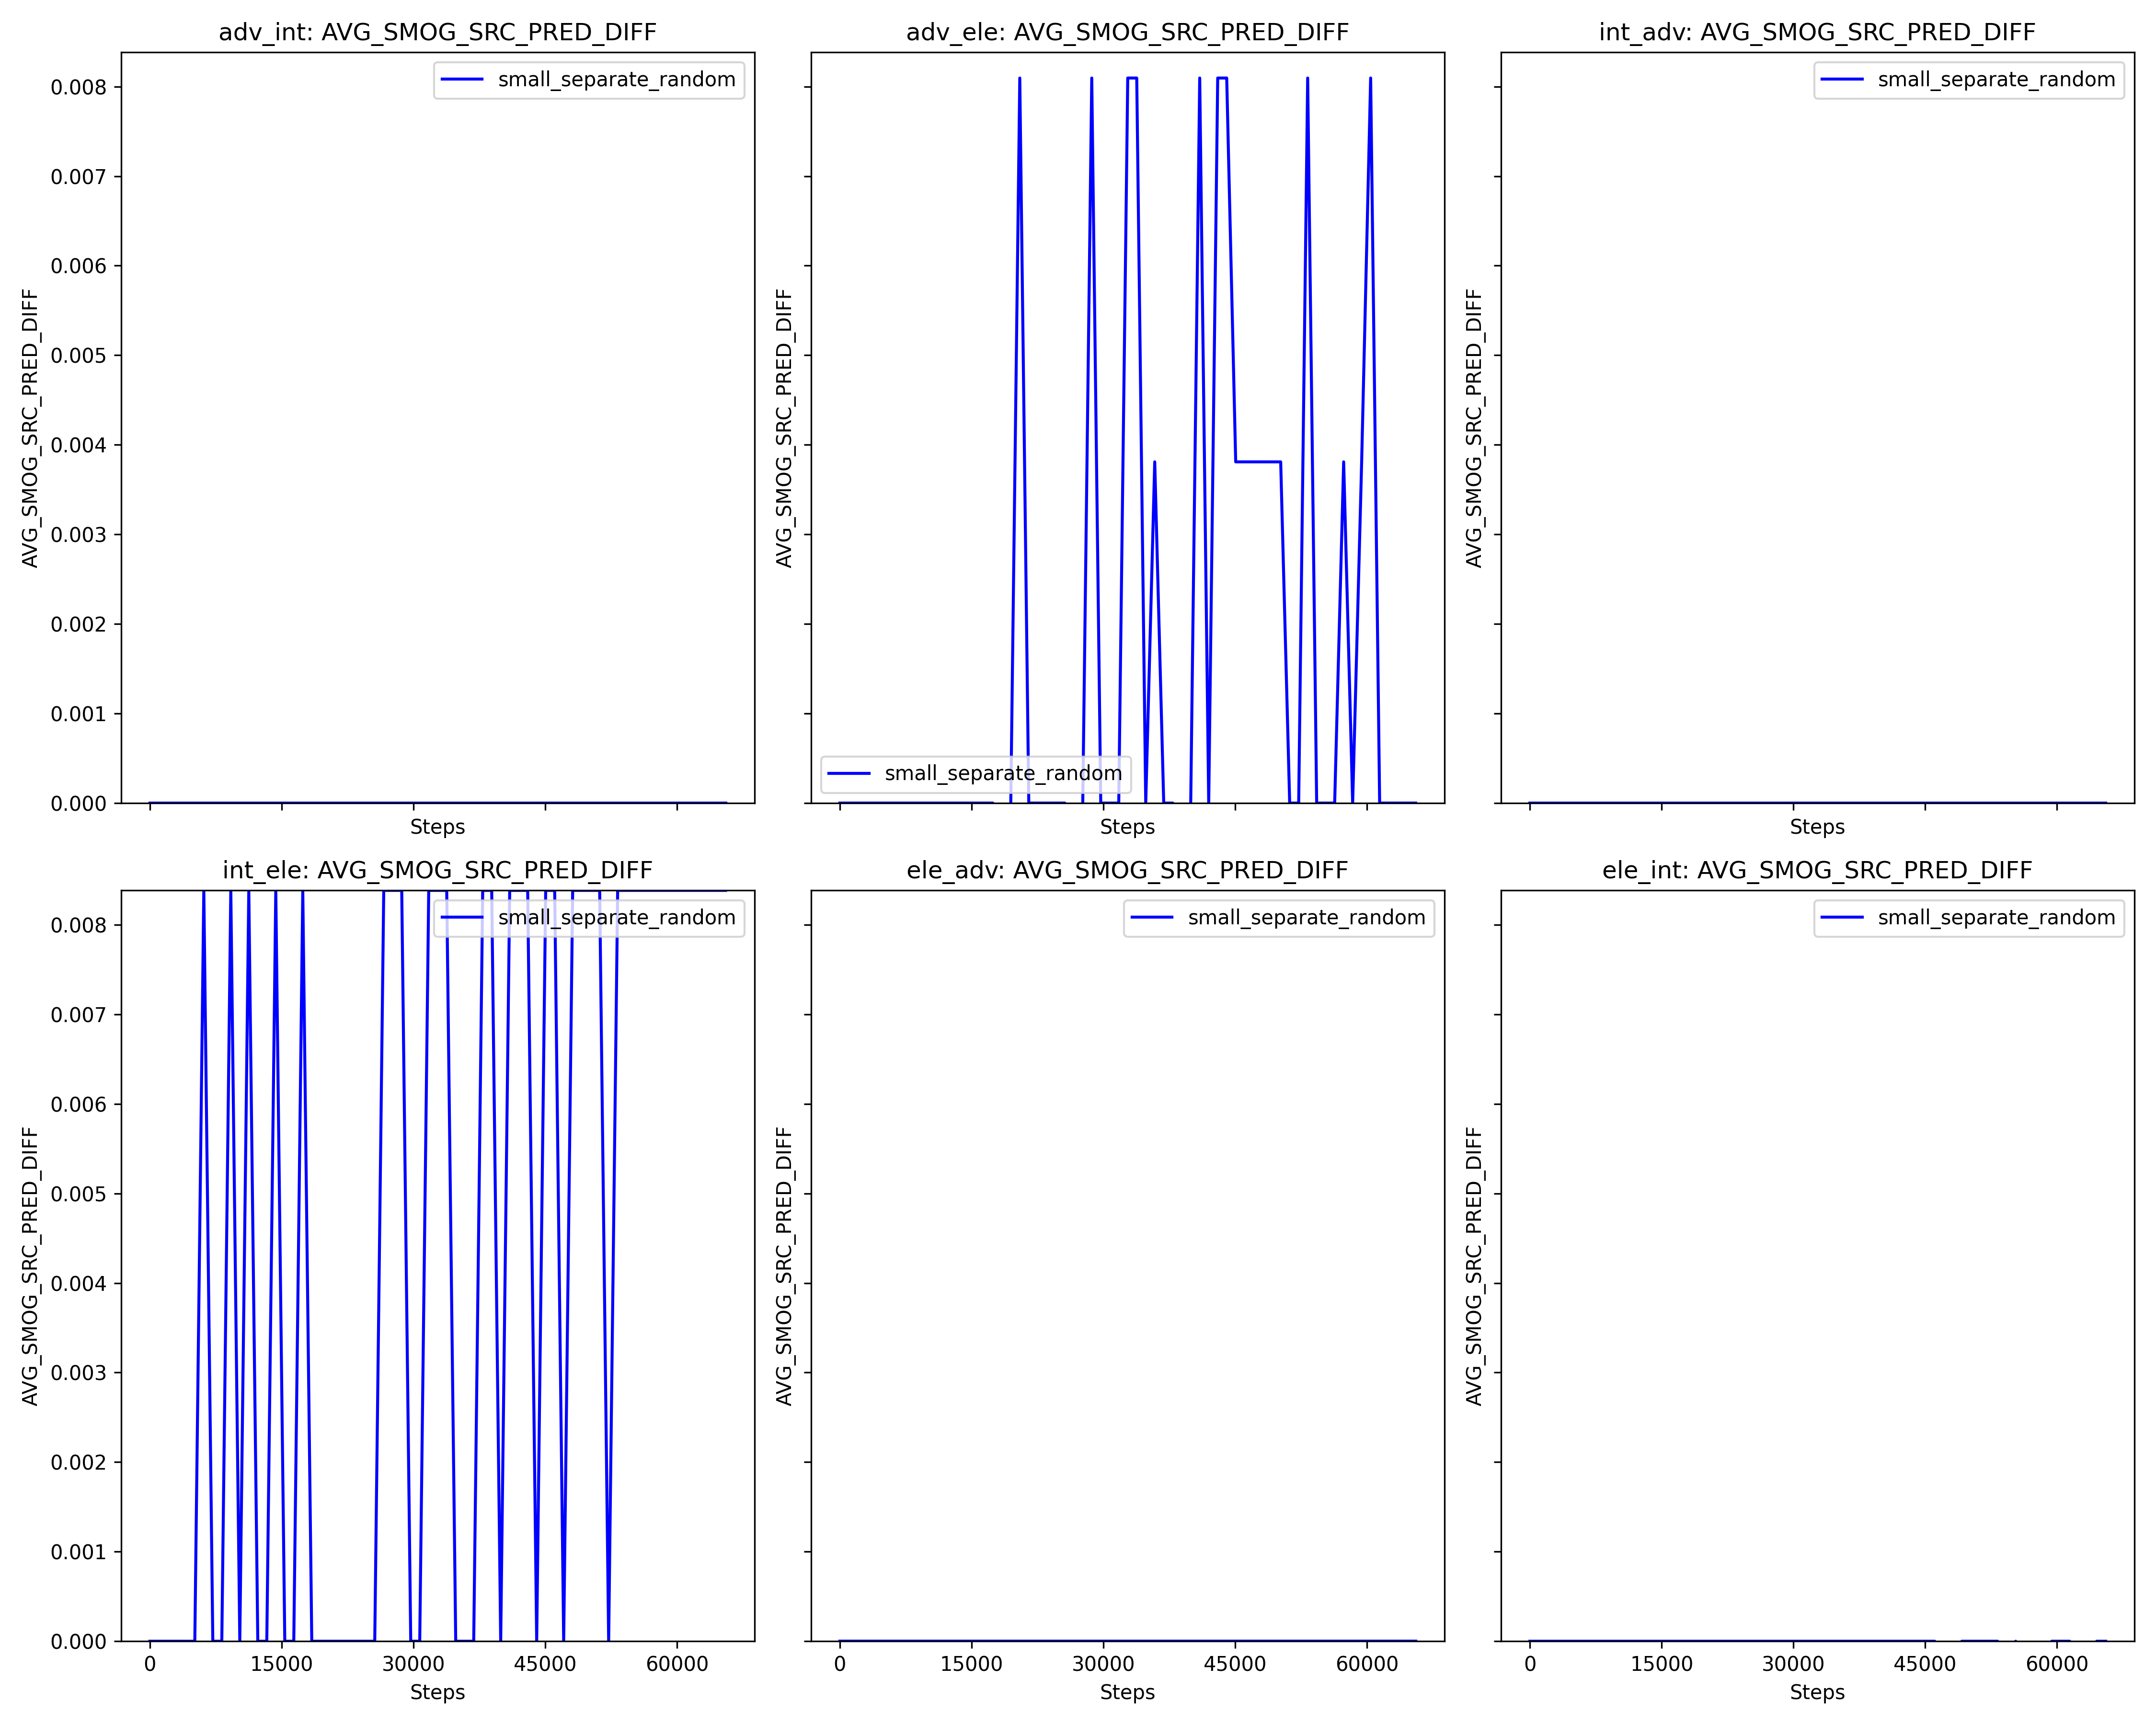 adv_int: AVG_SMOG_SRC_PRED_DIFF
small_separate_random
AVG_SMOG_SRC_PRED_DIFF
0.008
0.007
0.006
0.005
0.004
0.003
0.002
0.001
0.000
Steps
adv_ele: AVG_SMOG_SRC_PRED_DIFF
AVG_SMOG_SRC_PRED_DIFF
small_separate_random
Steps
int_adv: AVG_SMOG_SRC_PRED_DIFF
small_separate_random
AVG_SMOG_SRC_PRED_DIFF
Steps
int_ele: AVG_SMOG_SRC_PRED_DIFF
small_separate_random
AVG_SMOG_SRC_PRED_DIFF
0.008
0.007
0.006
0.005
0.004
0.003
0.002
0.001
0.000
0 15000 30000 45000 60000
Steps
ele_adv: AVG_SMOG_SRC_PRED_DIFF
small_separate_random
AVG_SMOG_SRC_PRED_DIFF
0 15000 30000 45000 60000
Steps
ele_int: AVG_SMOG_SRC_PRED_DIFF
small_separate_random
AVG_SMOG_SRC_PRED_DIFF
0 15000 30000 45000 60000
Steps